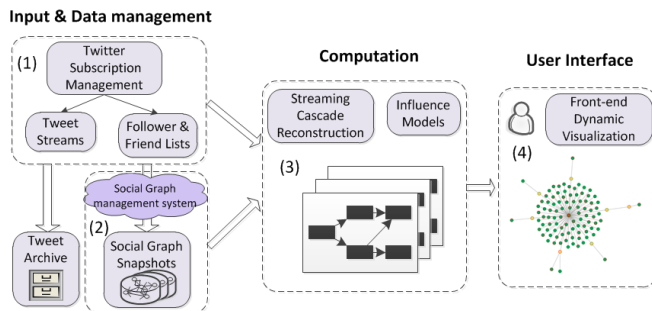 Input & Data management
(1)
Twitter
Subscription
Management
Tweet
Streams
Follower &
Friend Lists
Social Graph
management system
(2)
Tweet
Archive
Social Graph
Snapshots
Computation
Streaming
Cascade
Reconstruction
Influence
Models
(3)
User Interface
Front-end
Dynamic
Visualization
(4)